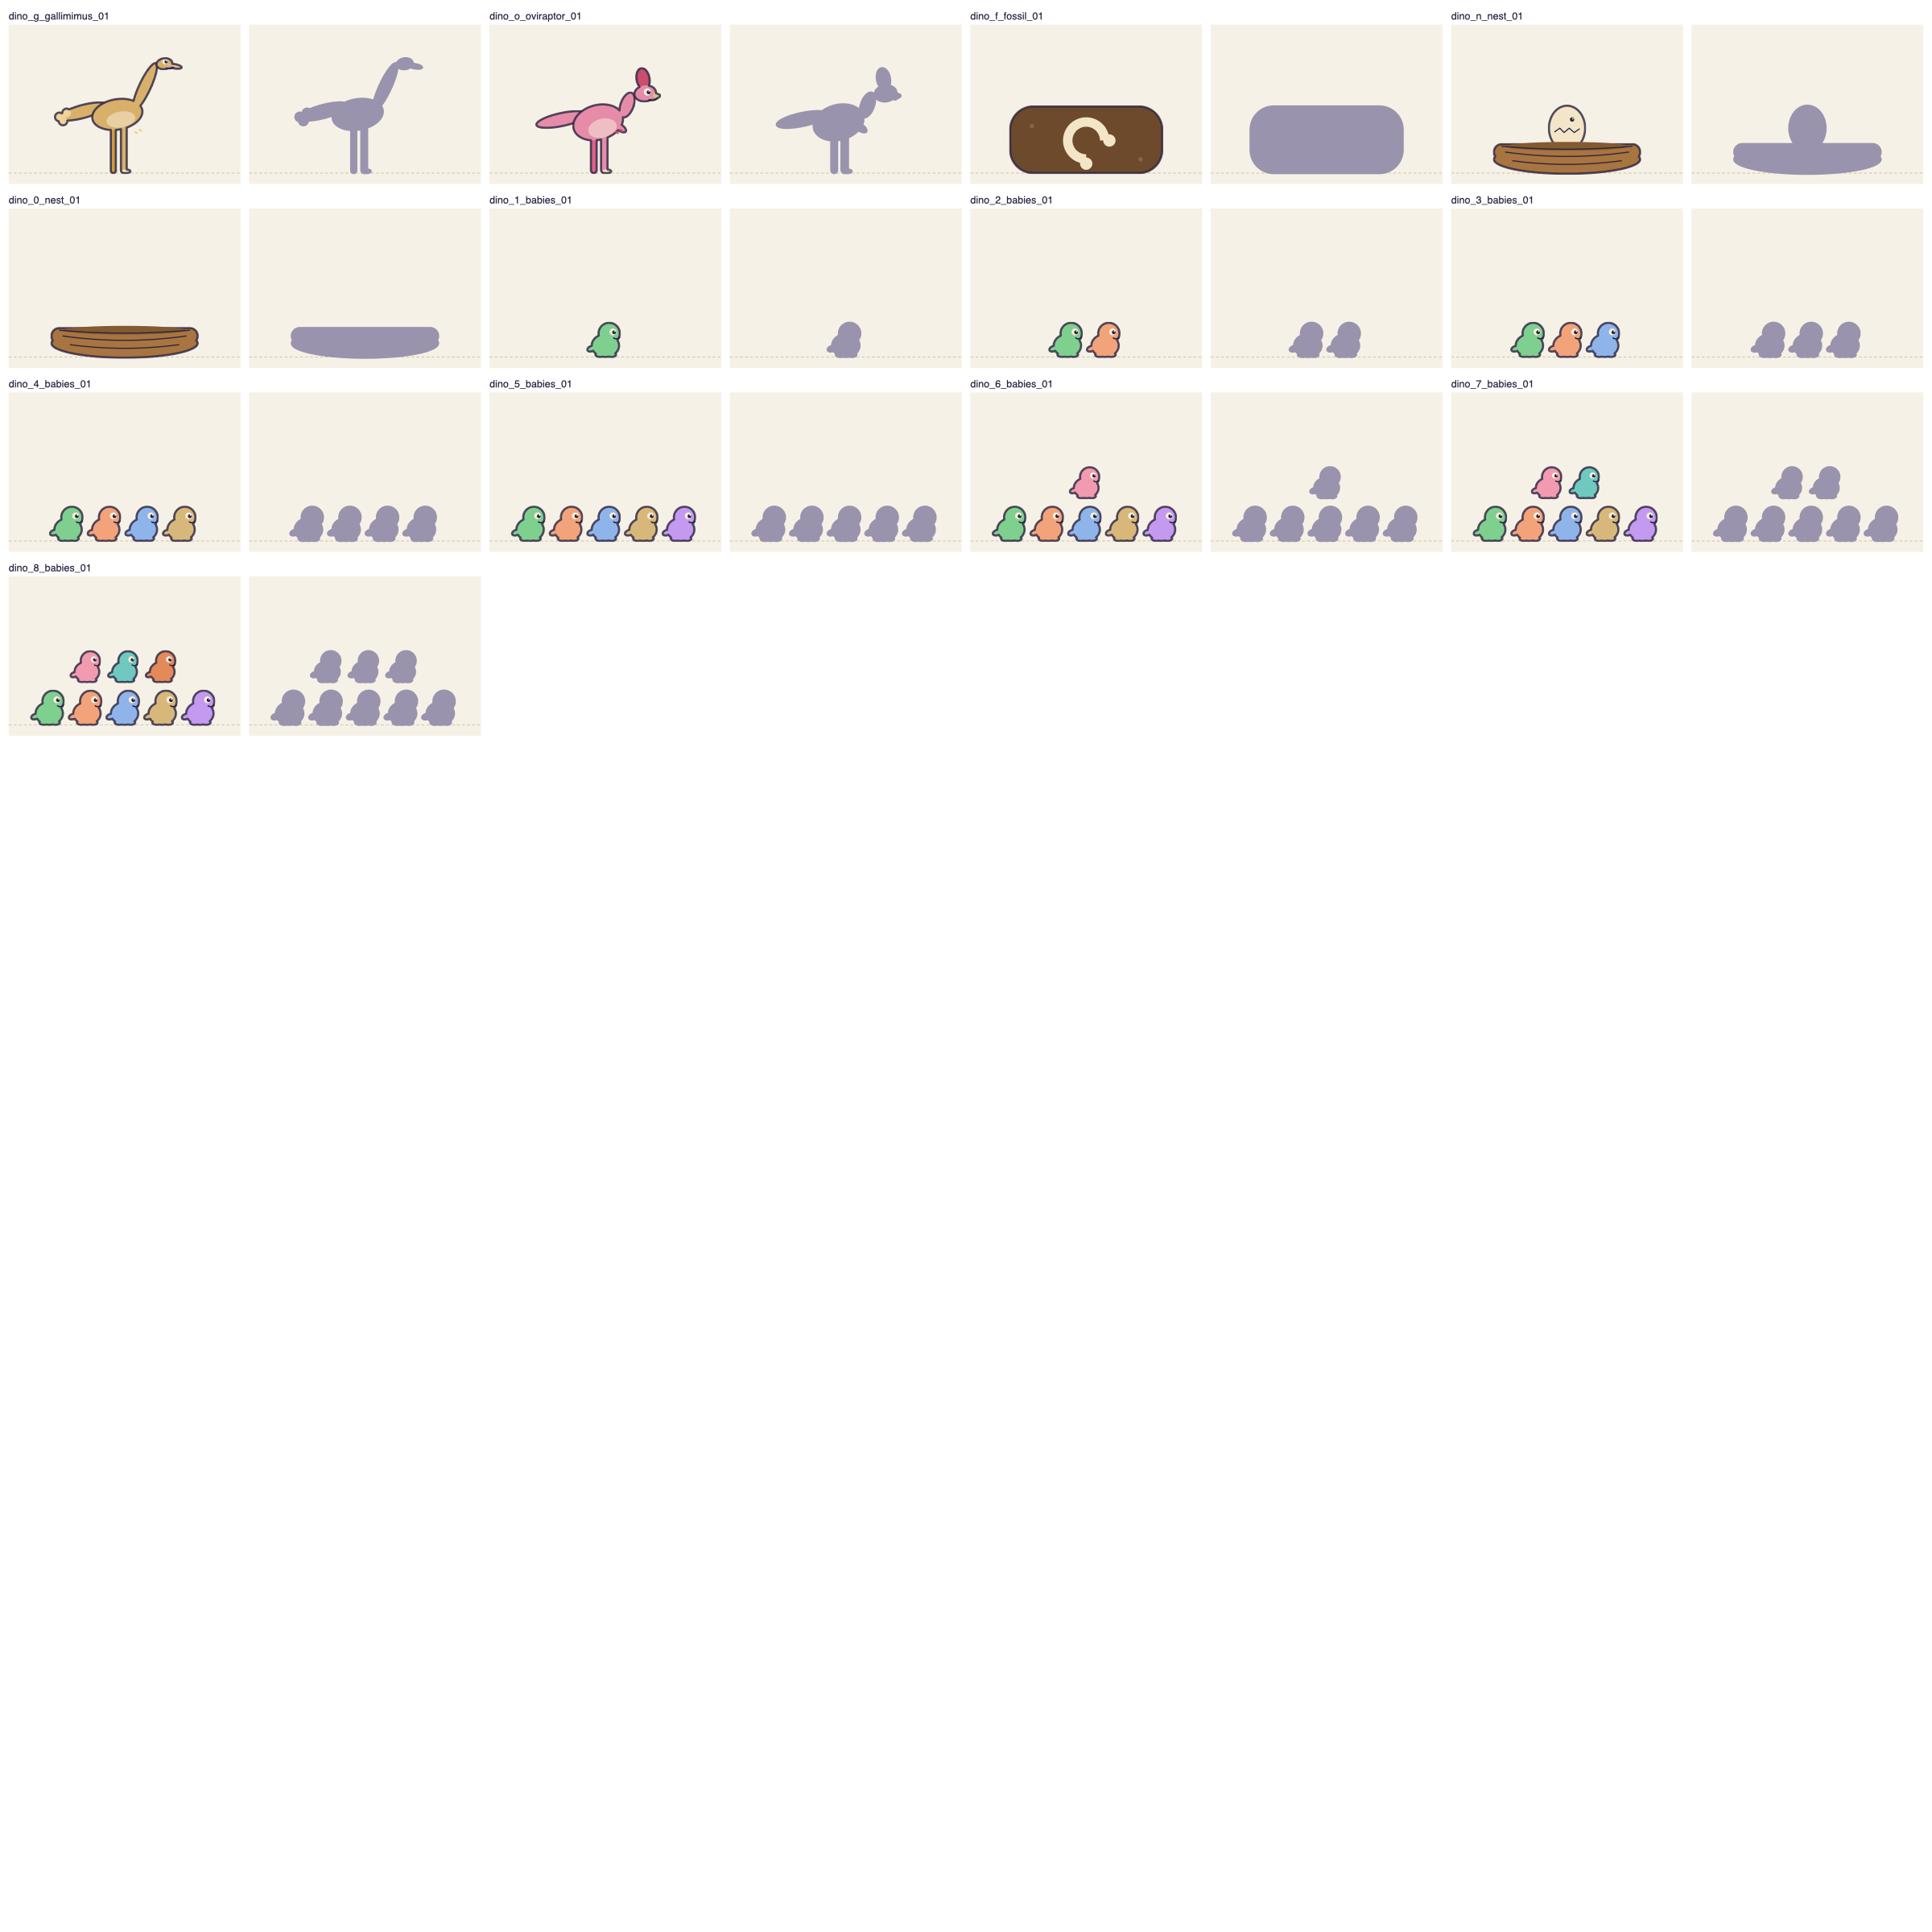 dino_g_gallimimus_01
dino_o_oviraptor_01
dino_f_fossil_01
dino_n_nest_01
dino_0_nest_01
dino_1_babies_01
dino_2_babies_01
dino_3_babies_01
dino_4_babies_01
dino_5_babies_01
dino_6_babies_01
dino_7_babies_01
dino_8_babies_01